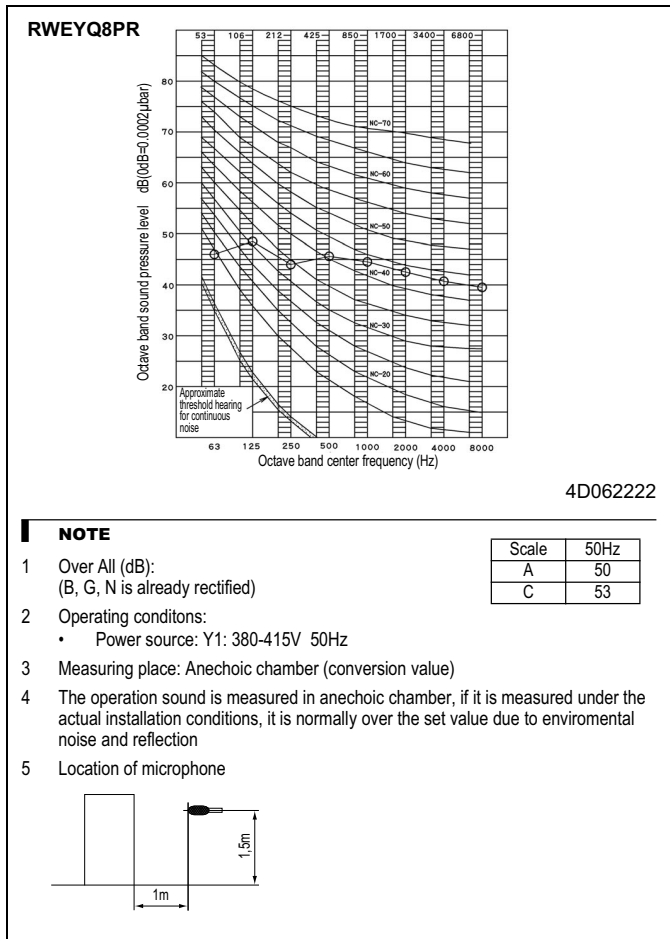 RWEYQ8PR
53 106 212 425 850 1700 3400 6800
80
70
60
50
40
30
20
Octave band sound pressure level dB(0dB=0.0002µbar)
NC-70
NC-60
NC-50
NC-40
NC-30
NC-20
Approximate
threshold hearing
for continuous
noise
63 125 250 500 1000 2000 4000 8000
Octave band center frequency (Hz)
4D062222
NOTE
1 Over All (dB):
(B, G, N is already rectified)
Scale 50Hz
A 50
C 53
2 Operating conditons:
• Power source: Y1: 380-415V 50Hz
3 Measuring place: Anechoic chamber (conversion value)
4 The operation sound is measured in anechoic chamber, if it is measured under the
actual installation conditions, it is normally over the set value due to enviromental
noise and reflection
5 Location of microphone
1,5m
1m